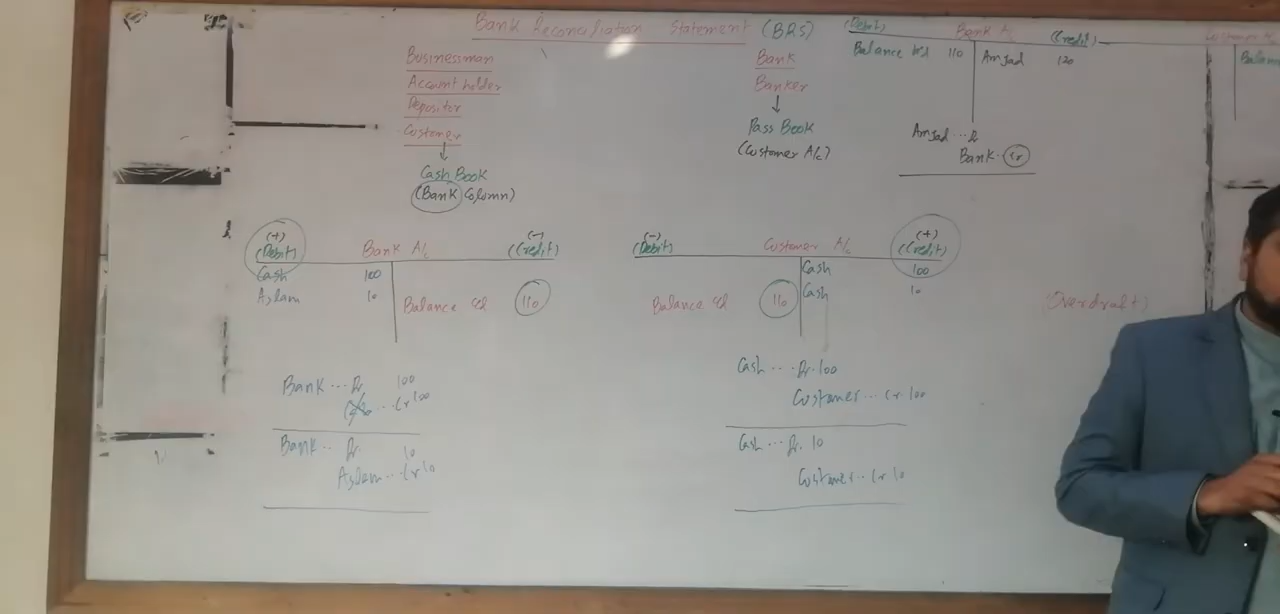 Bank Reconciliation Statement (BRS)
Businessman
Account holder
Depositor
Customer
Cash Book
(Bank Column)
Bank
Banker
Pass Book
(Customer A/c)
(Debit) Bank A/c (Credit)
Balance b/d 110 Amjad 120
Amjad ... Dr
Bank. Cr
Customer A/c
Balan
(+) (-)
(Debit) Bank A/c (Credit)
Cash 100
Aslam 10
Balance c/d 110
Bank ... Dr. 100
... Cr 100
Bank .. Dr. 10
Aslam ... Cr 10
(-) (+)
(Debit) Customer A/c (Credit)
Cash 100
Cash 10
Balance c/d 110
Cash ... Dr. 100
Customer ... Cr. 100
Cash ... Dr. 10
Customer .. Cr 10
(Overdraft)